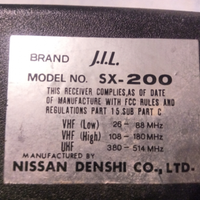 BRAND J.I.L.
MODEL NO. SX-200
THIS RECEIVER COMPLIES, AS OF DATE
OF MANUFACTURE WITH FCC RULES AND
REGULATIONS PART 15 SUB PART C.
VHF (Low) 26 - 88 MHz
VHF (High) 108 - 180 MHz
UHF 380 - 514 MHz
MANUFACTURED BY
NISSAN DENSHI CO., LTD.